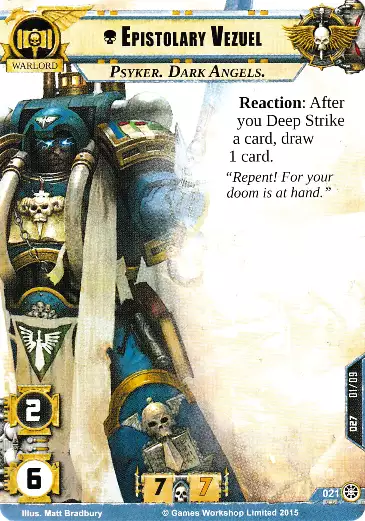 Epistolary Vezuel
WARLORD
Psyker. Dark Angels.
Reaction: After
you Deep Strike
a card, draw
1 card.
“Repent! For your
doom is at hand.”
2
6
7 7
027 01/09
021
Illus. Matt Bradbury
© Games Workshop Limited 2015